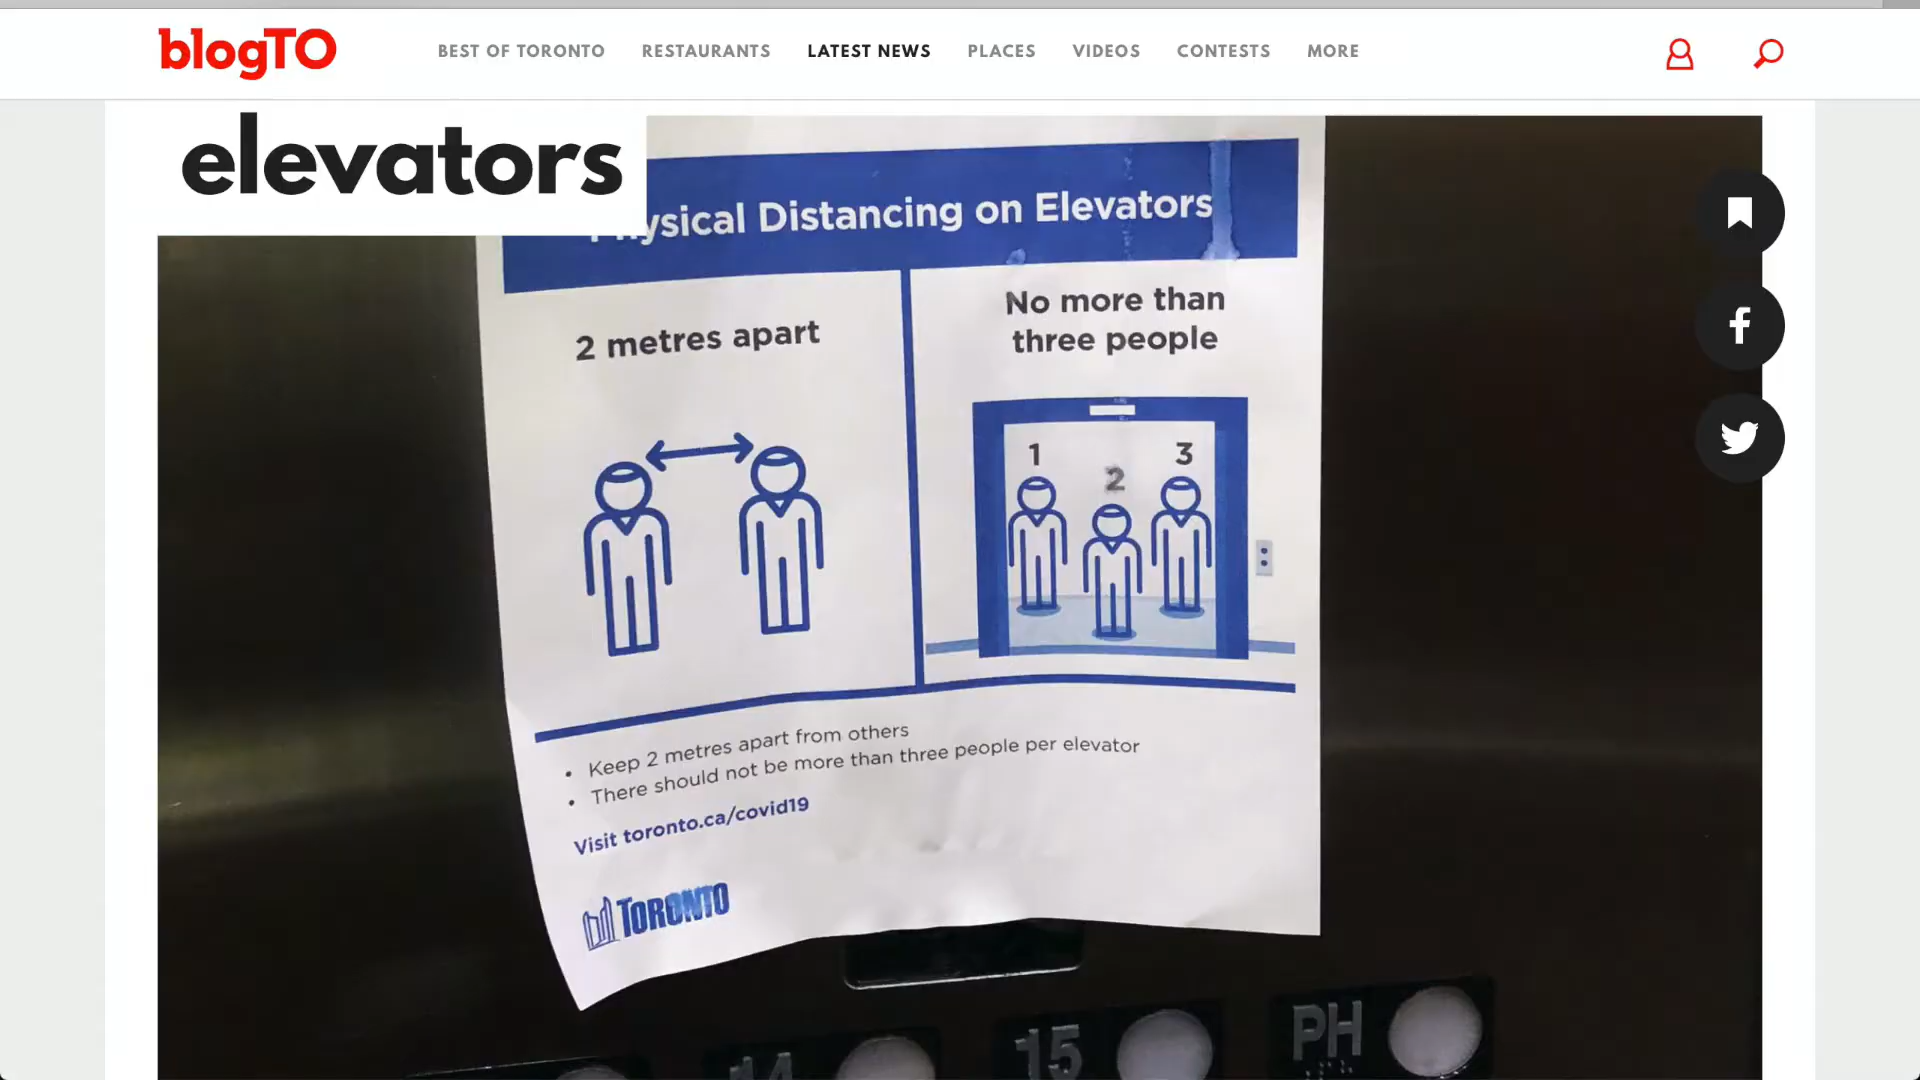 blogTO
BEST OF TORONTO RESTAURANTS LATEST NEWS PLACES VIDEOS CONTESTS MORE
elevators
Physical Distancing on Elevators
2 metres apart
No more than
three people
1 2 3
• Keep 2 metres apart from others
• There should not be more than three people per elevator
Visit toronto.ca/covid19
TORONTO
14 15 PH